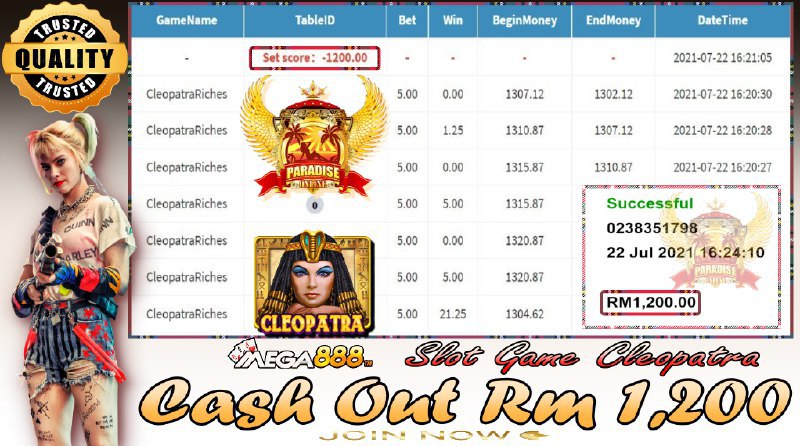 TRUSTED
QUALITY
TRUSTED
GameName TableID Bet Win BeginMoney EndMoney DateTime
- Set score: -1200.00 - - - - 2021-07-22 16:21:05
CleopatraRiches 5.00 0.00 1307.12 1302.12 2021-07-22 16:20:30
CleopatraRiches 5.00 1.25 1310.87 1307.12 2021-07-22 16:20:28
CleopatraRiches 5.00 0.00 1315.87 1310.87 2021-07-22 16:20:27
CleopatraRiches 0 5.00 5.00 1315.87
CleopatraRiches 5.00 0.00 1320.87
CleopatraRiches 5.00 5.00 1320.87
CleopatraRiches 5.00 21.25 1304.62
PARADISE
ONLINE
CLEOPATRA
Successful
0238351798
22 Jul 2021 16:24:10
RM1,200.00
PARADISE
QUINN
MEGA888™ Slot Game Cleopatra
Cash Out Rm 1,200
JOIN NOW